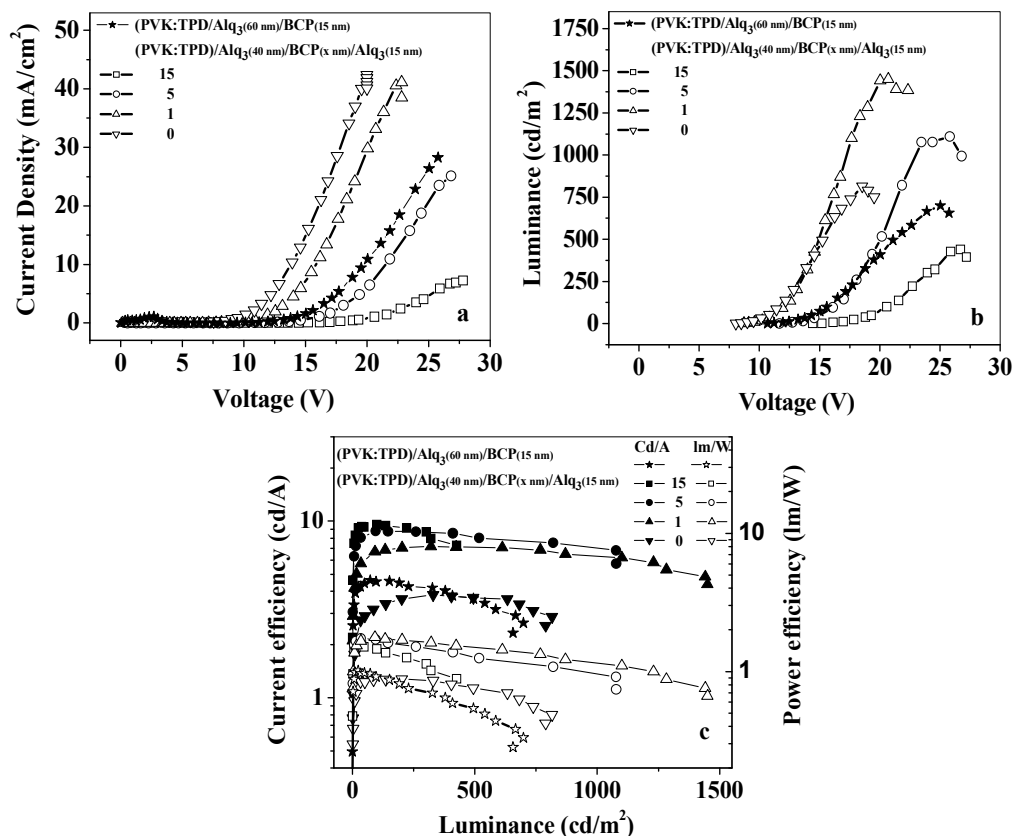 (PVK:TPD)/Alq3(60 nm)/BCP(15 nm)
(PVK:TPD)/Alq3(40 nm)/BCP(x nm)/Alq3(15 nm)
15
5
1
0
50
40
30
20
10
0
Current Density (mA/cm²)
0 5 10 15 20 25 30
Voltage (V)
a
(PVK:TPD)/Alq3(60 nm)/BCP(15 nm)
(PVK:TPD)/Alq3(40 nm)/BCP(x nm)/Alq3(15 nm)
15
5
1
0
1750
1500
1250
1000
750
500
250
0
Luminance (cd/m²)
0 5 10 15 20 25 30
Voltage (V)
b
Cd/A lm/W
(PVK:TPD)/Alq3(60 nm)/BCP(15 nm)
(PVK:TPD)/Alq3(40 nm)/BCP(x nm)/Alq3(15 nm)
15
5
1
0
10
1
Current efficiency (cd/A)
10
1
Power efficiency (lm/W)
0 500 1000 1500
Luminance (cd/m²)
c